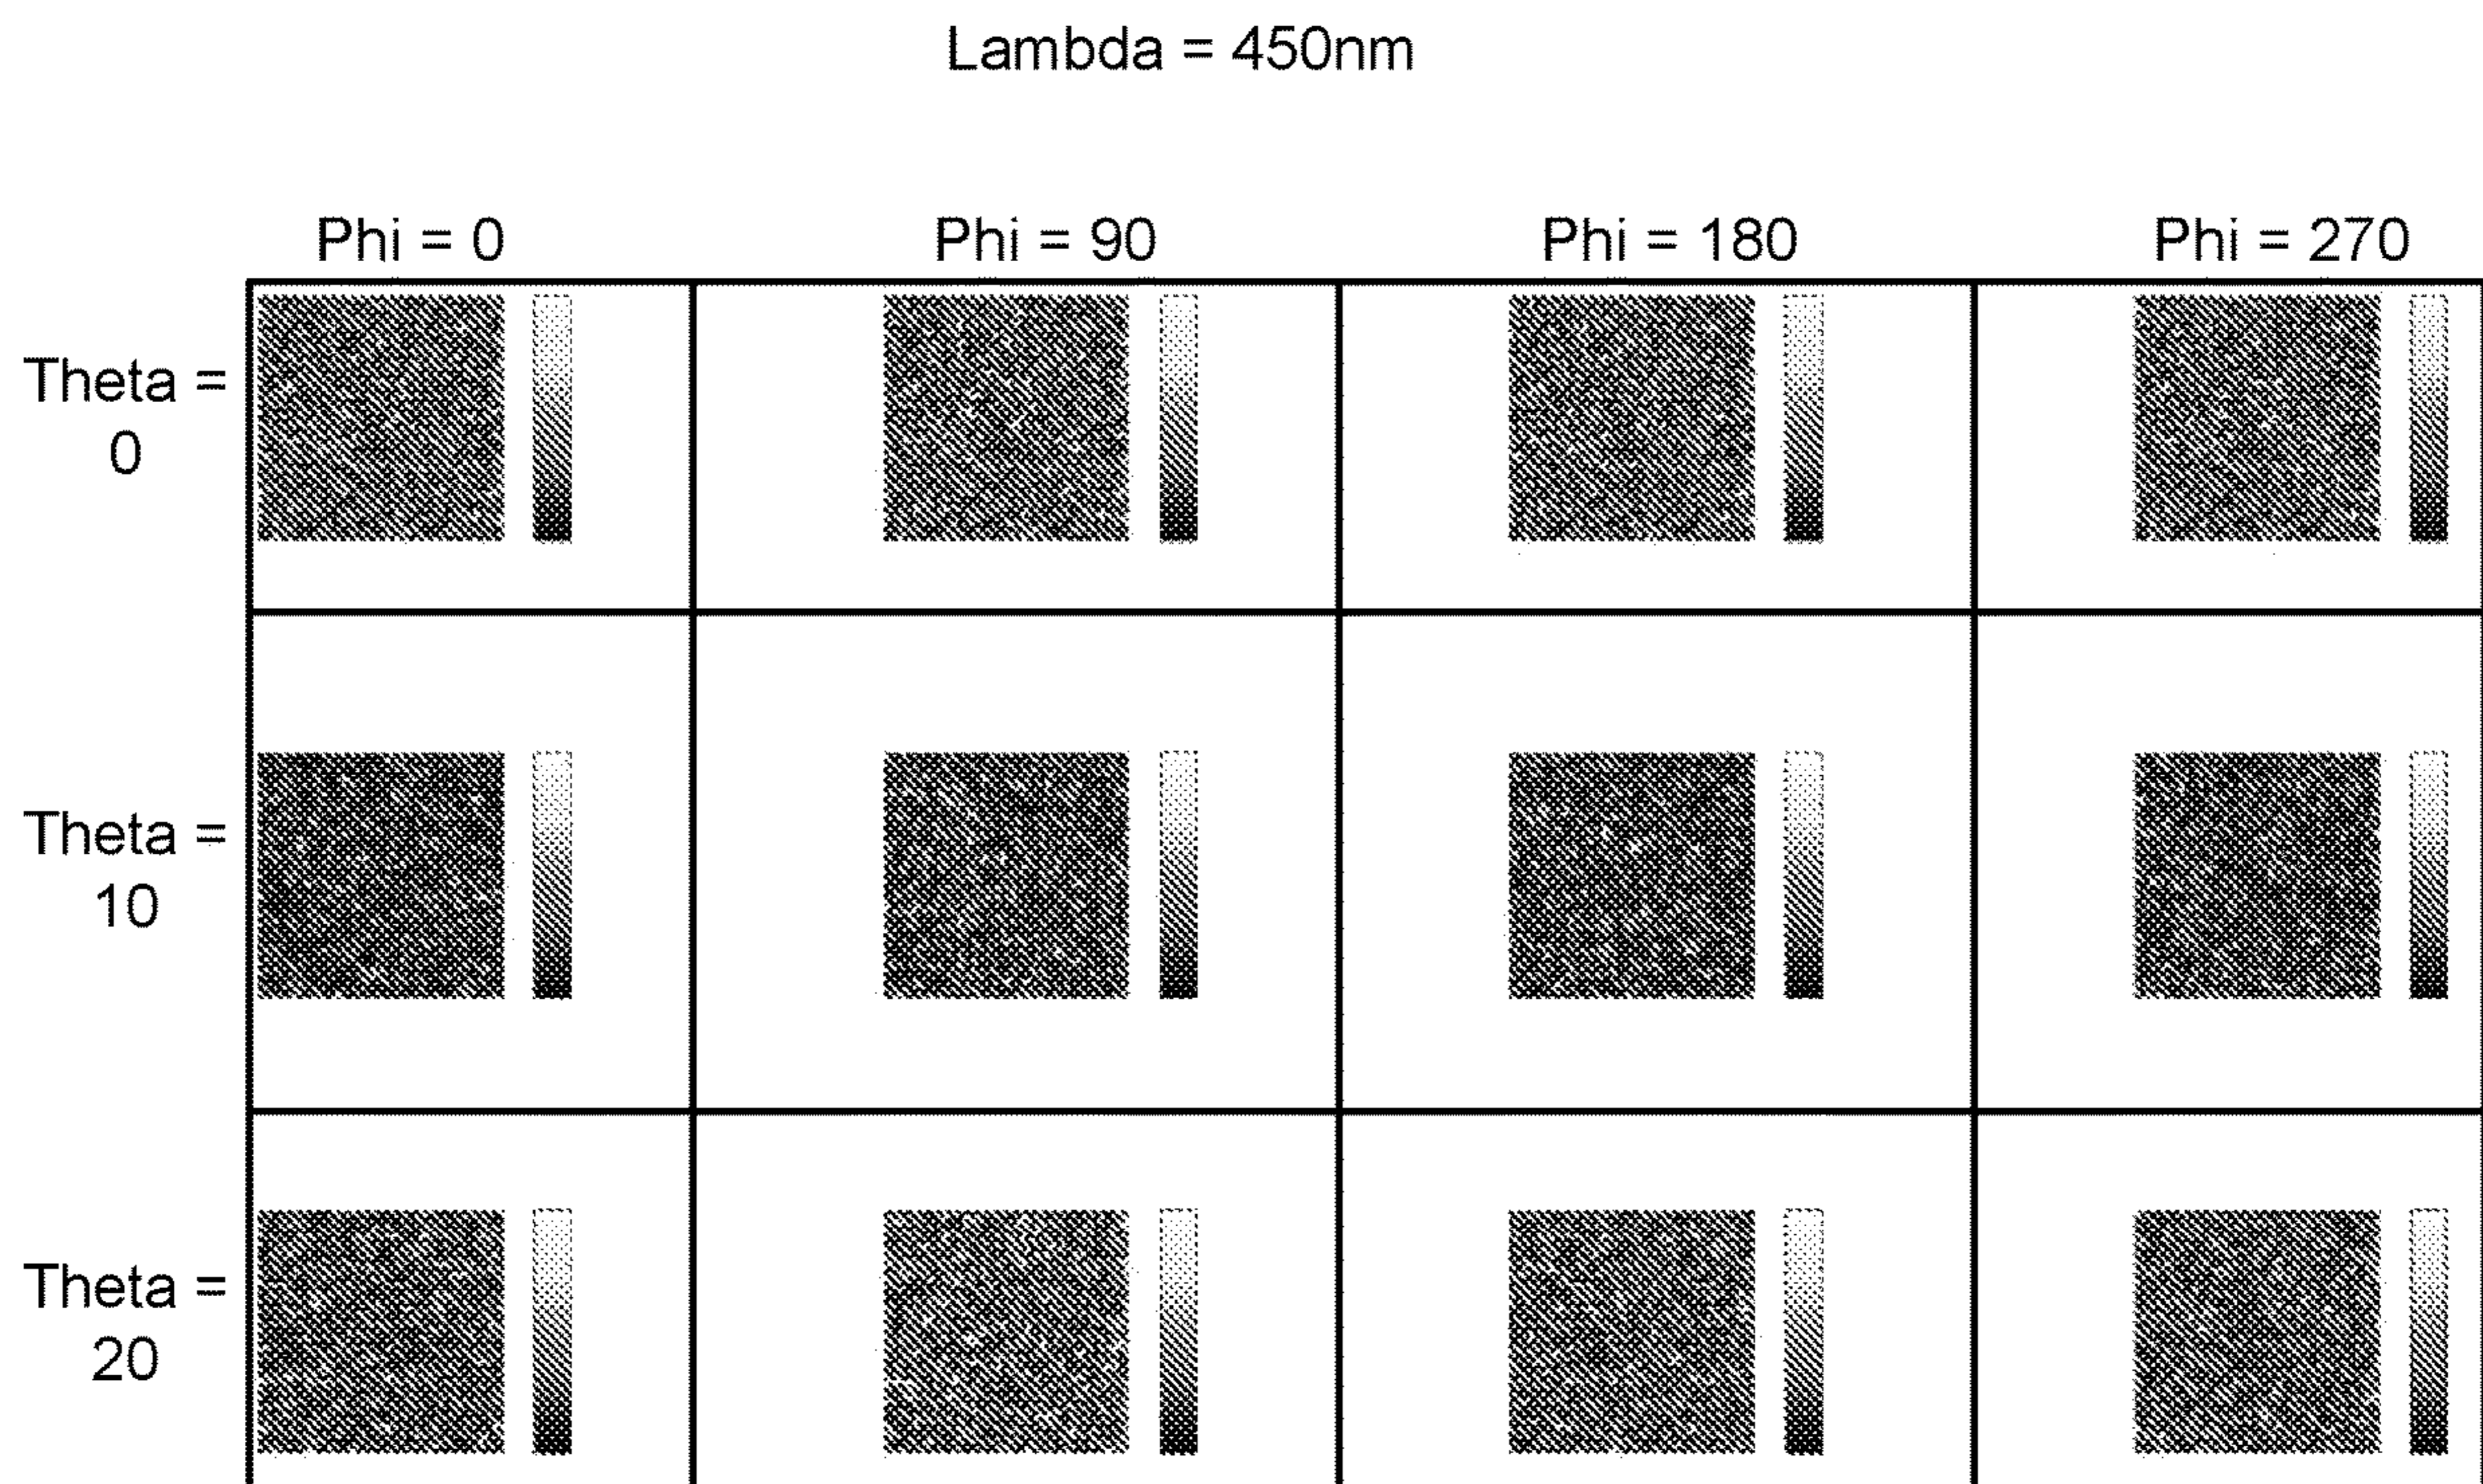 Lambda = 450nm
Phi = 0 Phi = 90 Phi = 180 Phi = 270
Theta =
0
Theta =
10
Theta =
20